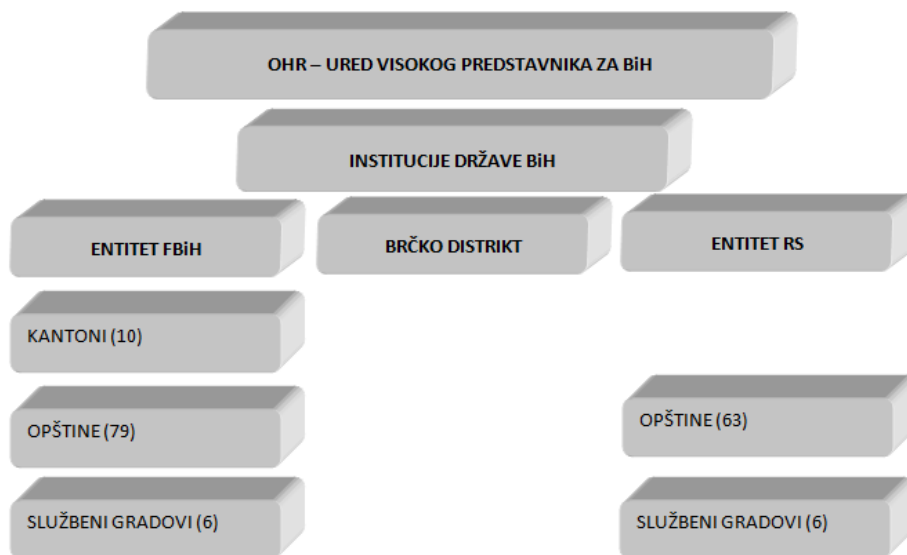 OHR – URED VISOKOG PREDSTAVNIKA ZA BiH
INSTITUCIJE DRŽAVE BiH
ENTITET FBiH
BRČKO DISTRIKT
ENTITET RS
KANTONI (10)
OPŠTINE (79)
OPŠTINE (63)
SLUŽBENI GRADOVI (6)
SLUŽBENI GRADOVI (6)